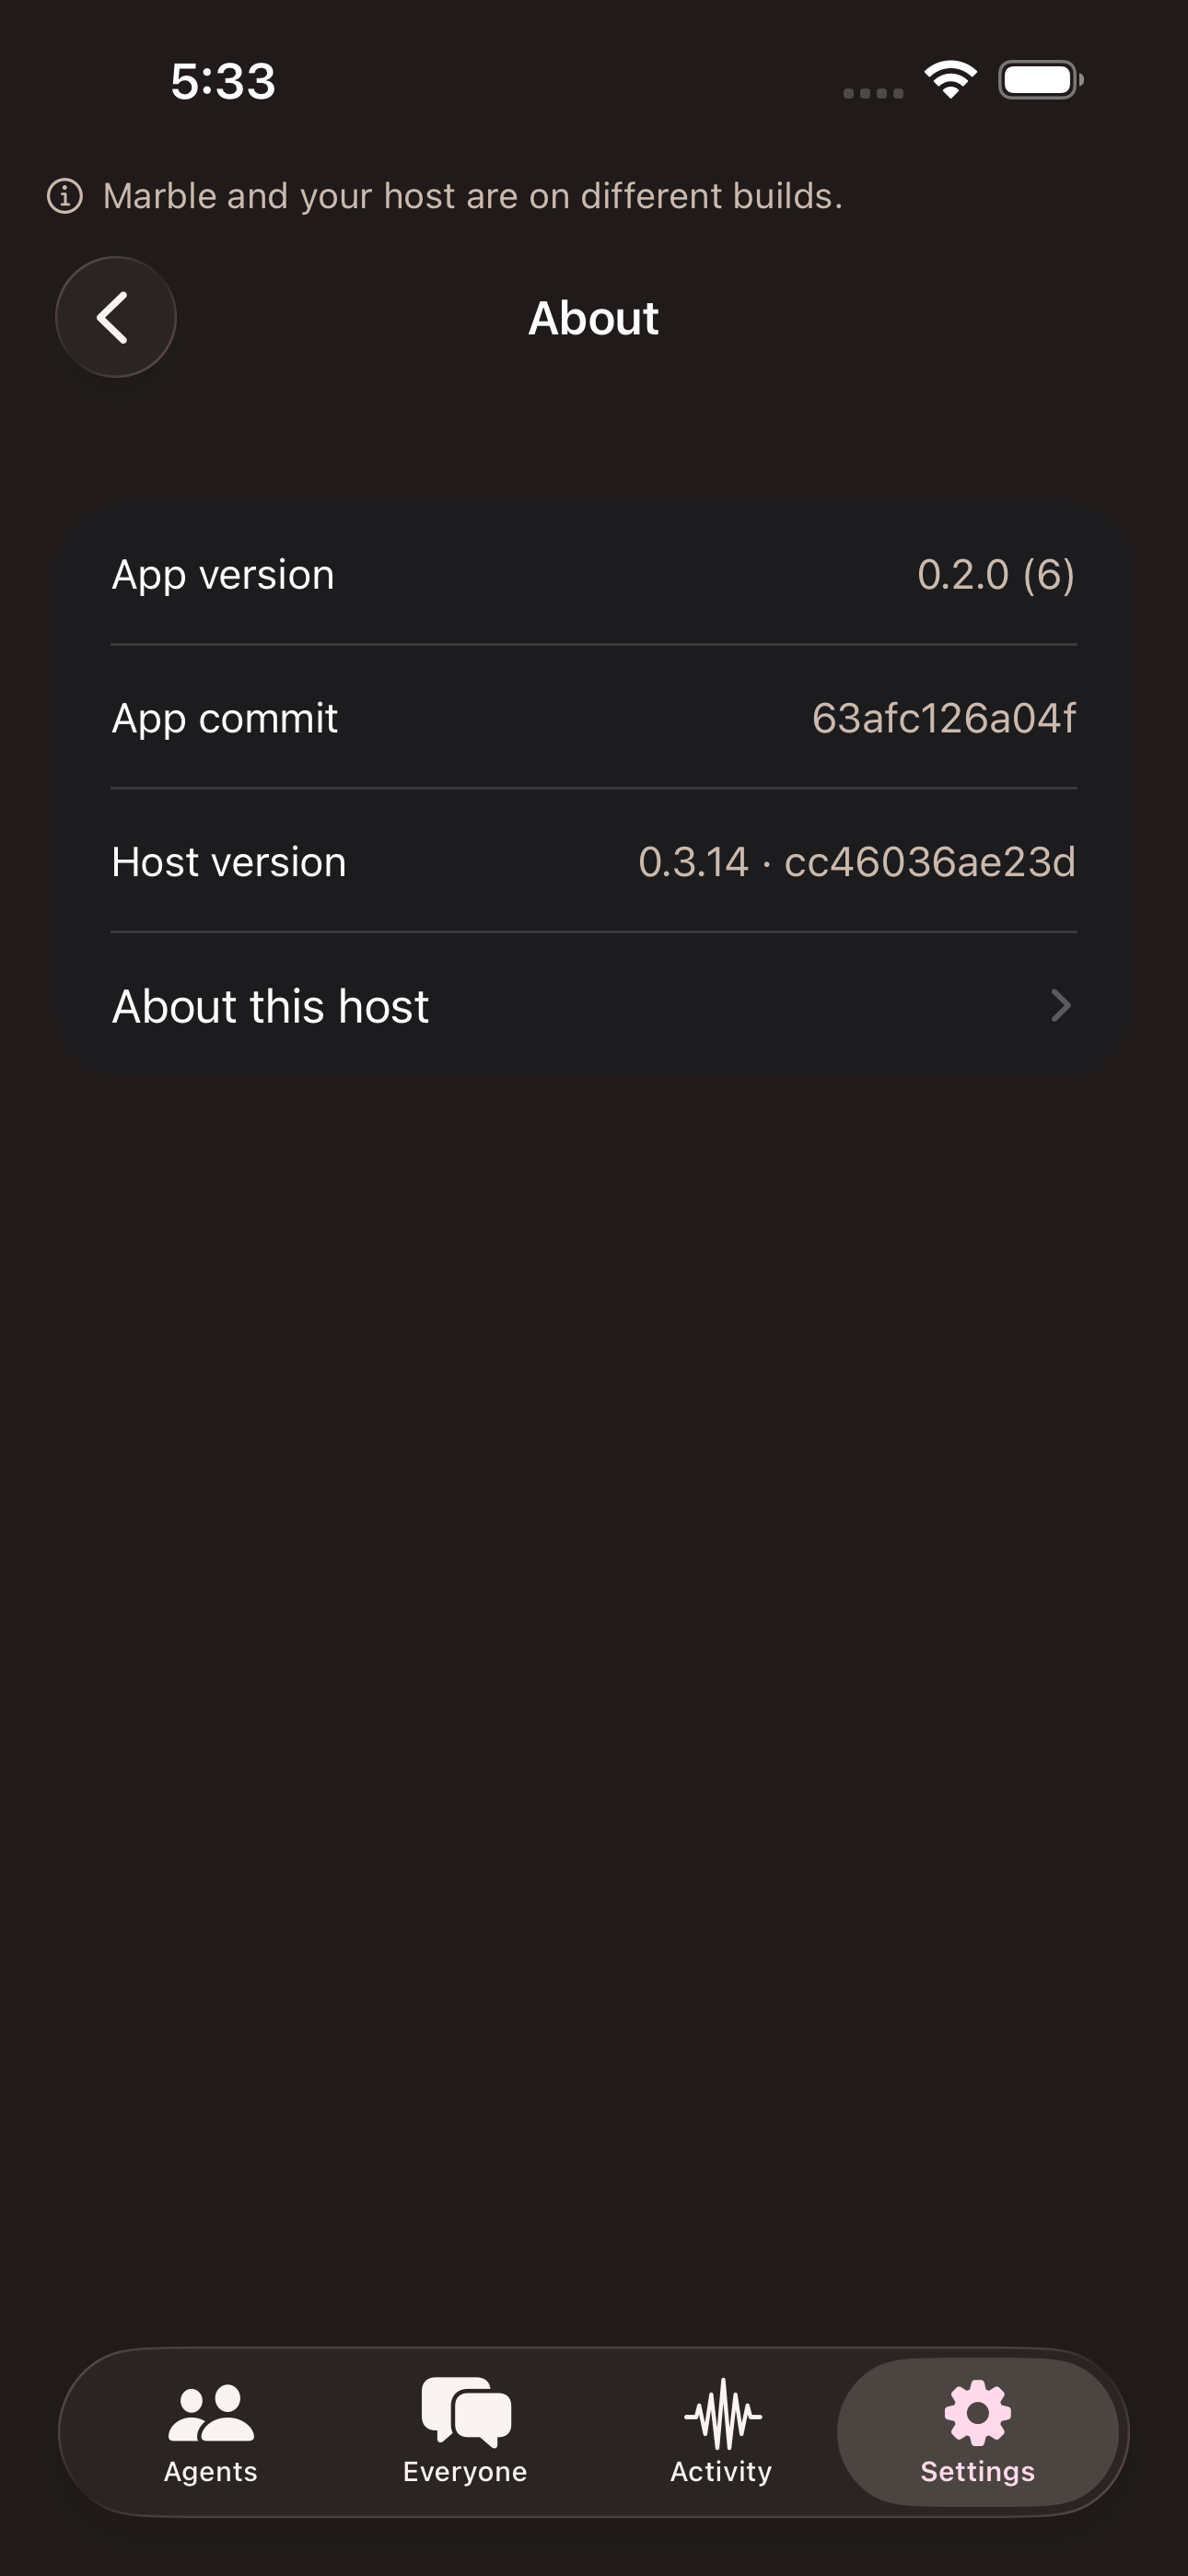 5:33
Marble and your host are on different builds.
About
App version 0.2.0 (6)
App commit 63afc126a04f
Host version 0.3.14 · cc46036ae23d
About this host
Agents Everyone Activity Settings